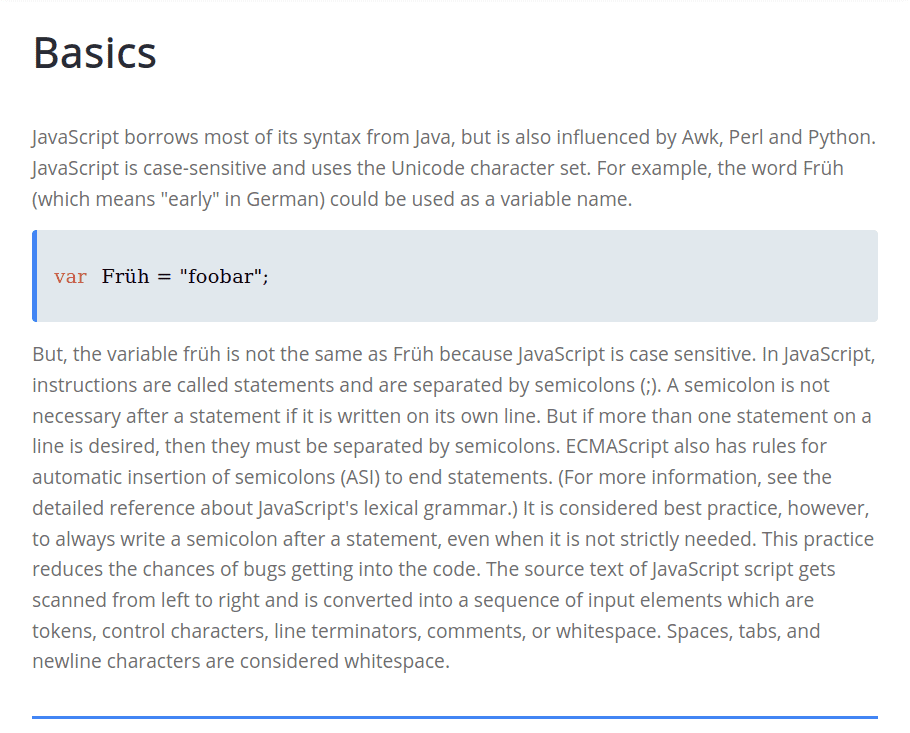 Basics
JavaScript borrows most of its syntax from Java, but is also influenced by Awk, Perl and Python.
JavaScript is case-sensitive and uses the Unicode character set. For example, the word Früh
(which means "early" in German) could be used as a variable name.
var Früh = "foobar";
But, the variable früh is not the same as Früh because JavaScript is case sensitive. In JavaScript,
instructions are called statements and are separated by semicolons (;). A semicolon is not
necessary after a statement if it is written on its own line. But if more than one statement on a
line is desired, then they must be separated by semicolons. ECMAScript also has rules for
automatic insertion of semicolons (ASI) to end statements. (For more information, see the
detailed reference about JavaScript's lexical grammar.) It is considered best practice, however,
to always write a semicolon after a statement, even when it is not strictly needed. This practice
reduces the chances of bugs getting into the code. The source text of JavaScript script gets
scanned from left to right and is converted into a sequence of input elements which are
tokens, control characters, line terminators, comments, or whitespace. Spaces, tabs, and
newline characters are considered whitespace.